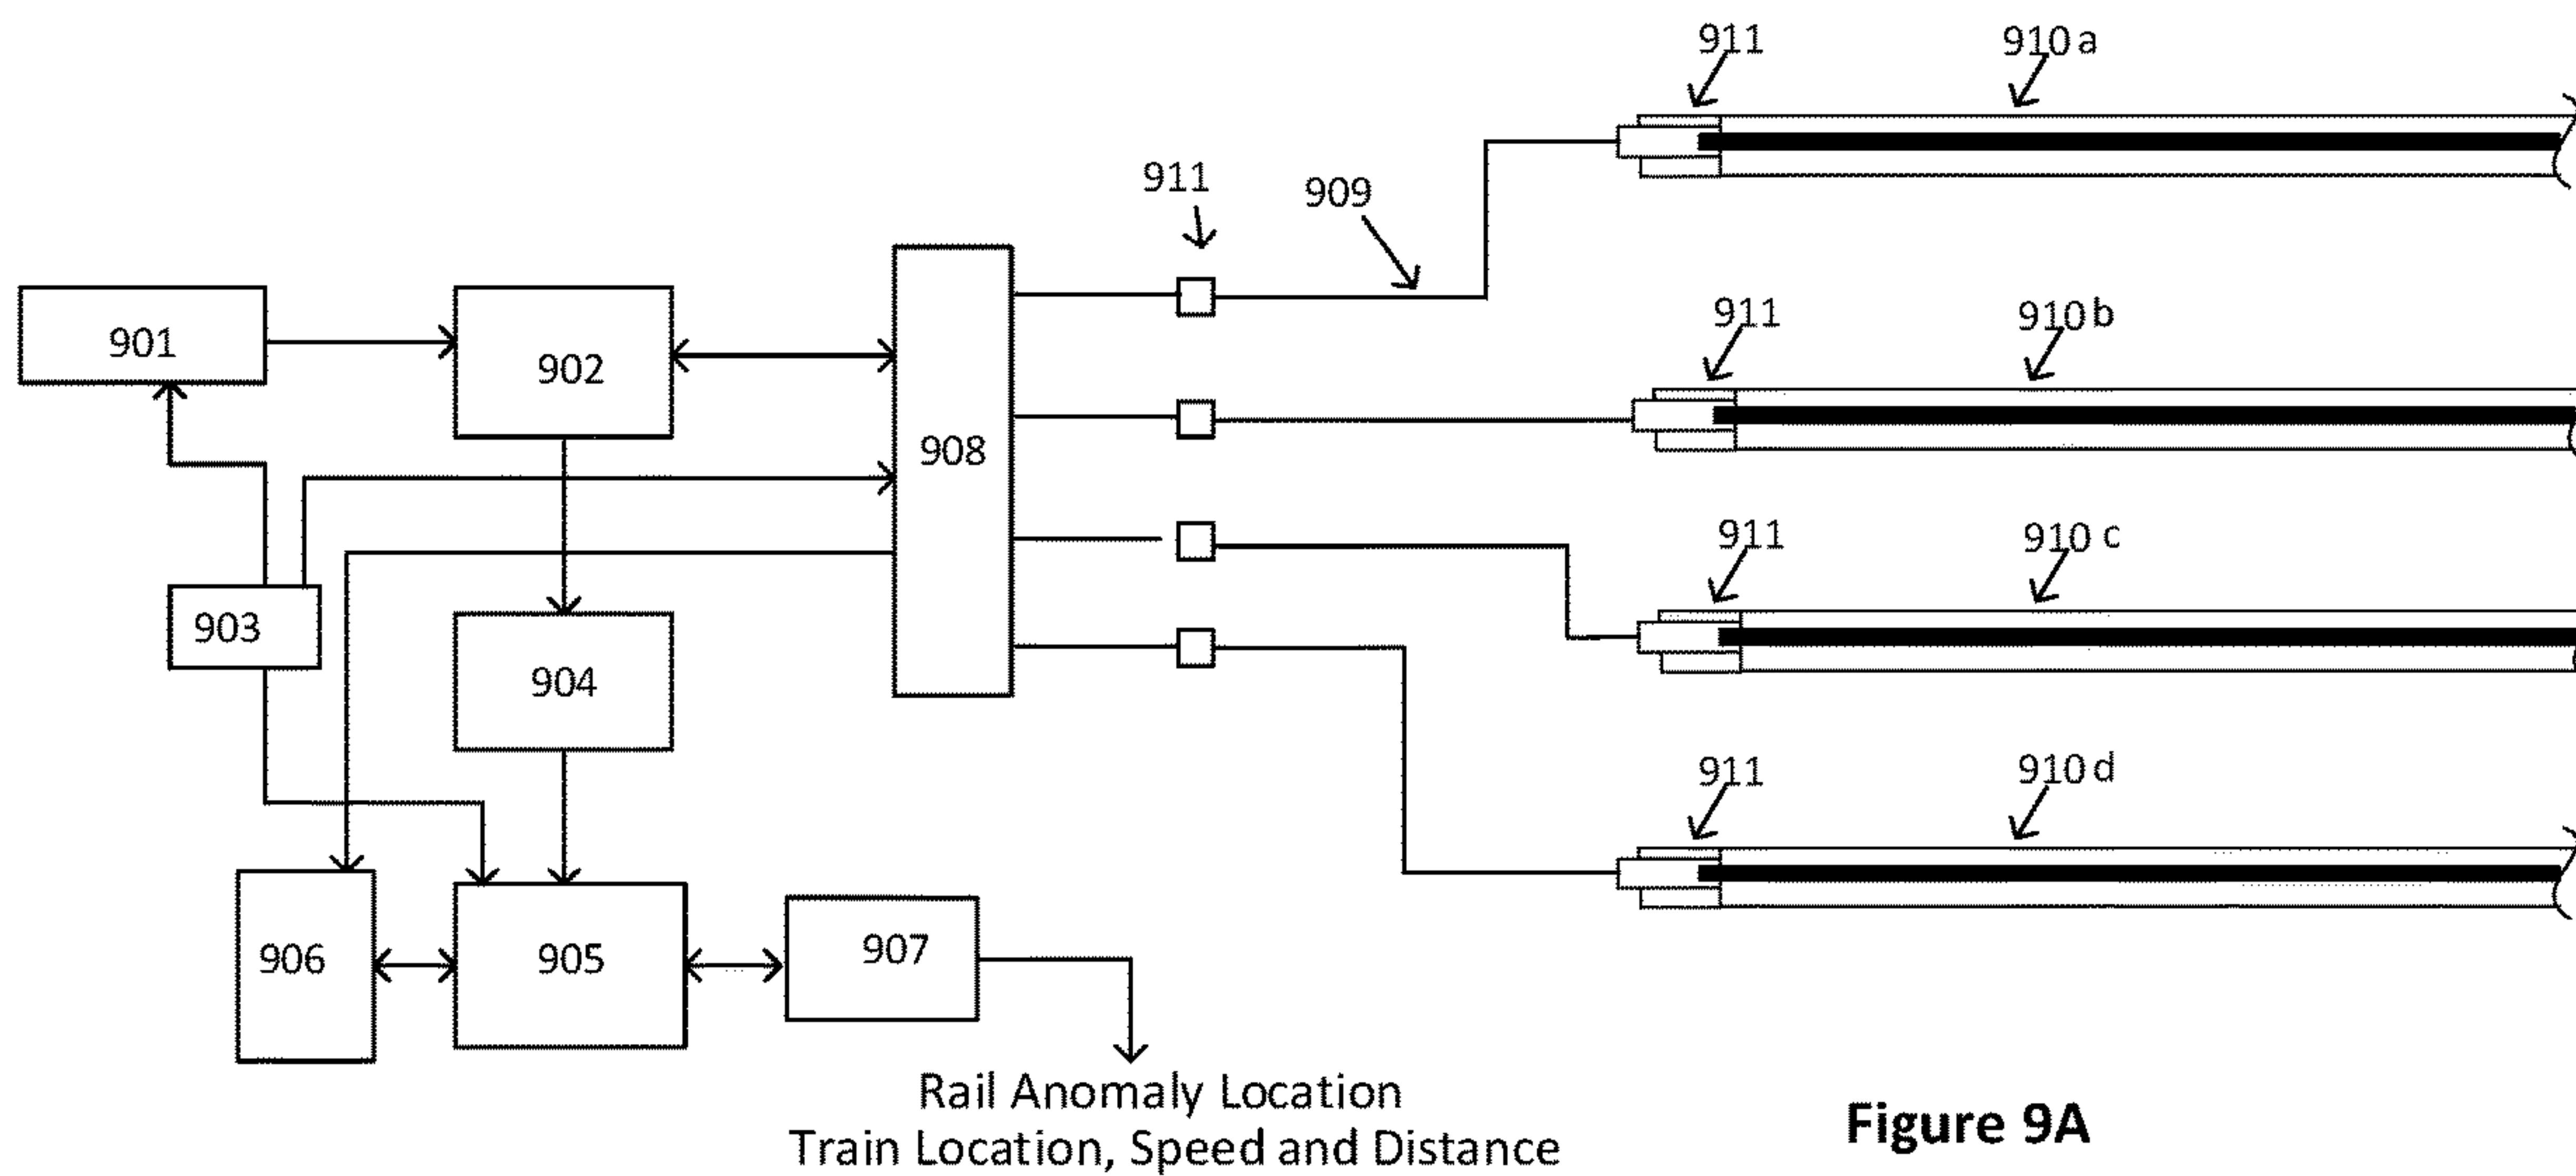 911
910 a
911
909
911
910 b
901
902
908
911
910 c
903
904
911
910 d
906
905
907
Rail Anomaly Location
Train Location, Speed and Distance
Figure 9A